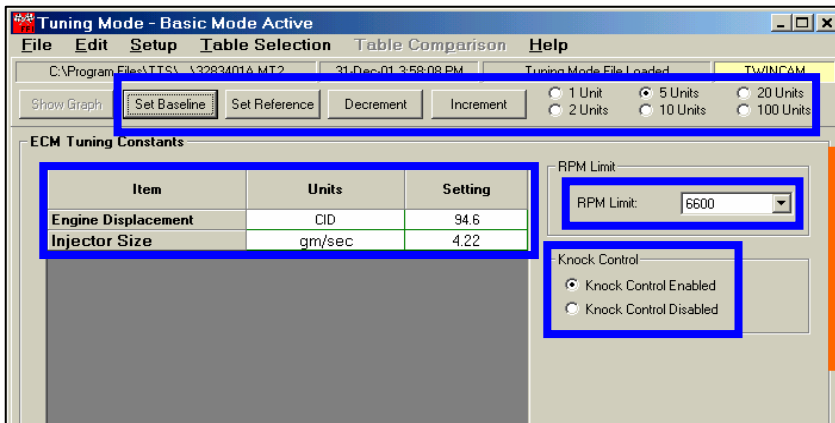 Tuning Mode - Basic Mode Active
File Edit Setup Table Selection Table Comparison Help
C:\Program Files\TTS\...\3283401A.MT2 31-Dec-01 3:58:08 PM Tuning Mode File Loaded TWINCAM
Show Graph Set Baseline Set Reference Decrement Increment 1 Unit 5 Units 20 Units
2 Units 10 Units 100 Units
ECM Tuning Constants
RPM Limit
Item Units Setting
RPM Limit: 6600
Engine Displacement CID 94.6
Injector Size gm/sec 4.22
Knock Control
Knock Control Enabled
Knock Control Disabled